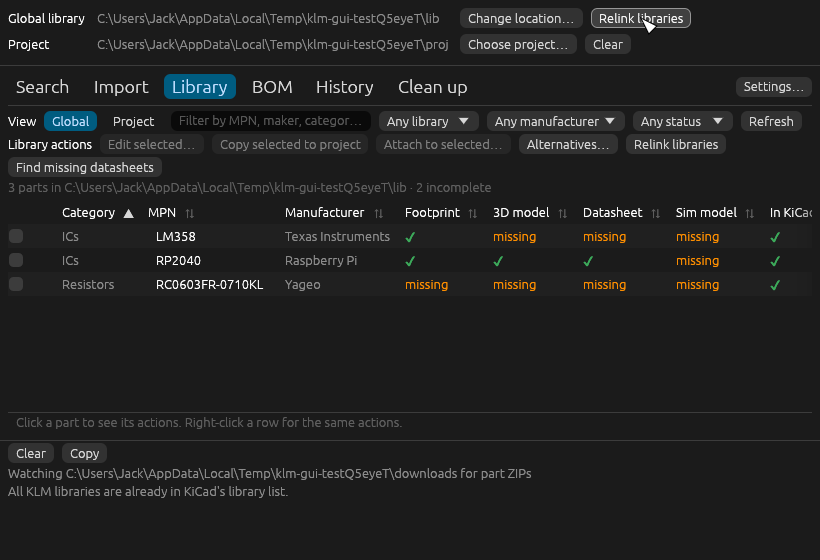 Global library C:\Users\Jack\AppData\Local\Temp\klm-gui-testQ5eyeT\lib Change location... Relink libraries
Project C:\Users\Jack\AppData\Local\Temp\klm-gui-testQ5eyeT\proj Choose project... Clear
Search Import Library BOM History Clean up Settings...
View Global Project Filter by MPN, maker, categor... Any library Any manufacturer Any status Refresh
Library actions Edit selected... Copy selected to project Attach to selected... Alternatives... Relink libraries
Find missing datasheets
3 parts in C:\Users\Jack\AppData\Local\Temp\klm-gui-testQ5eyeT\lib · 2 incomplete
Category MPN Manufacturer Footprint 3D model Datasheet Sim model In KiCad
ICs LM358 Texas Instruments ✓ missing missing missing ✓
ICs RP2040 Raspberry Pi ✓ ✓ ✓ missing ✓
Resistors RC0603FR-0710KL Yageo missing missing missing missing ✓
Click a part to see its actions. Right-click a row for the same actions.
Clear Copy
Watching C:\Users\Jack\AppData\Local\Temp\klm-gui-testQ5eyeT\downloads for part ZIPs
All KLM libraries are already in KiCad's library list.